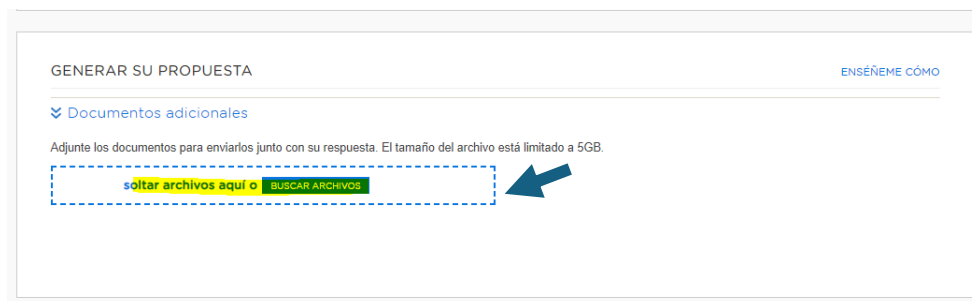 GENERAR SU PROPUESTA
ENSÉÑEME CÓMO
Documentos adicionales
Adjunte los documentos para enviarlos junto con su respuesta. El tamaño del archivo está limitado a 5GB.
soltar archivos aquí o BUSCAR ARCHIVOS